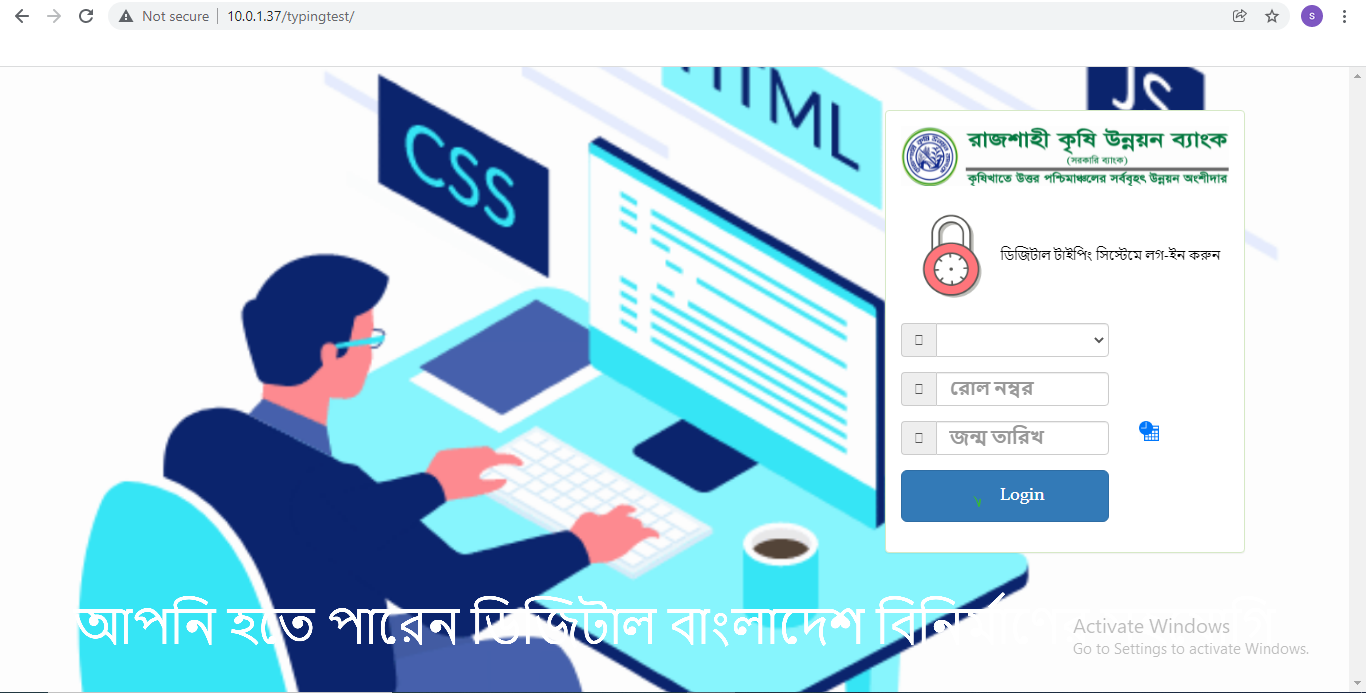 Not secure
10.0.1.37/typingtest/
s
CSS
HTML
JS
রাজশাহী কৃষি উন্নয়ন ব্যাংক
(সরকারি ব্যাংক)
কৃষিখাতে উত্তর পশ্চিমাঞ্চলের সর্ববৃহৎ উন্নয়ন অংশীদার
ডিজিটাল টাইপিং সিস্টেমে লগ-ইন করুন
রোল নম্বর
জন্ম তারিখ
Login
আপনি হতে পারেন ডিজিটাল বাংলাদেশ
Activate Windows
Go to Settings to activate Windows.